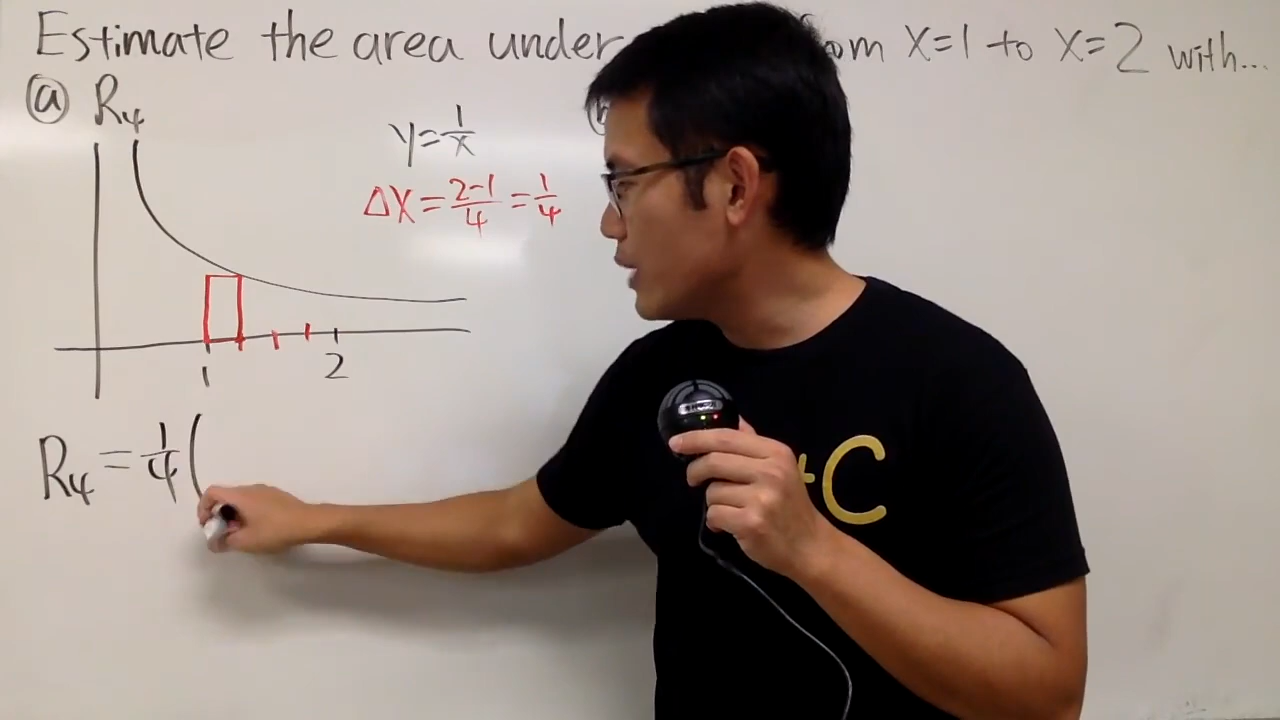 Estimate the area under x=1 to x=2 with...
ⓐ R₄
y=1/x
Δx=2-1/4=1/4
1
2
R₄=1/4(
+C